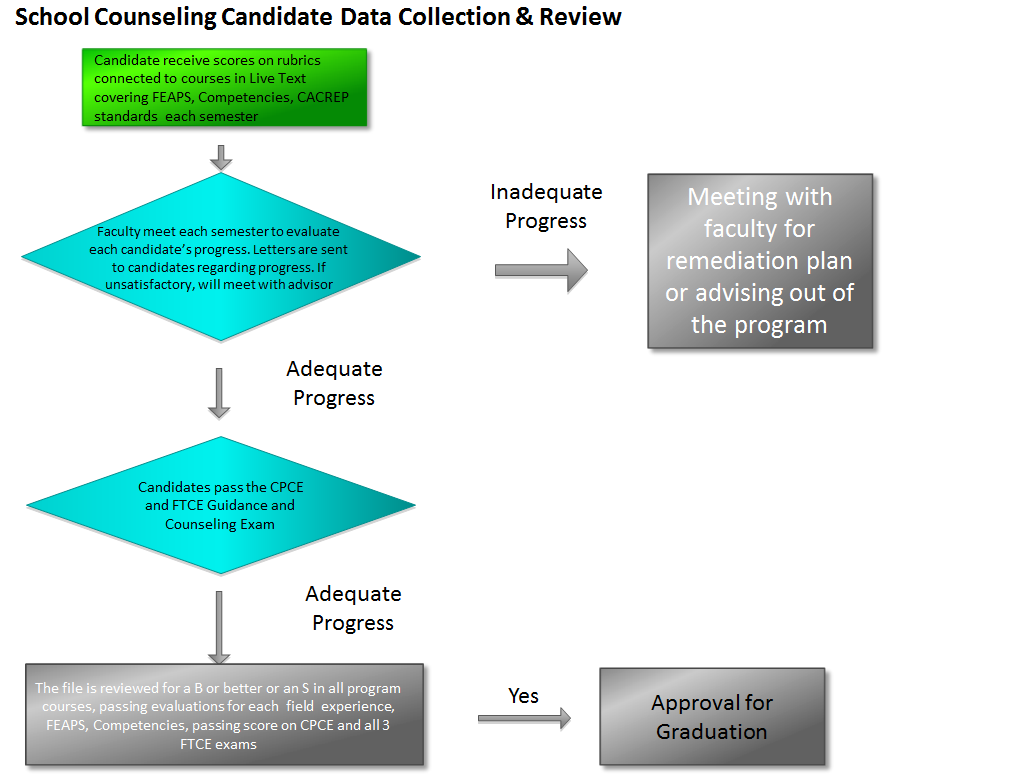 School Counseling Candidate Data Collection & Review
Candidate receive scores on rubrics
connected to courses in Live Text
covering FEAPS, Competencies, CACREP
standards each semester
Faculty meet each semester to evaluate
each candidate's progress. Letters are sent
to candidates regarding progress. If
unsatisfactory, will meet with advisor
Inadequate
Progress
Meeting with
faculty for
remediation plan
or advising out of
the program
Adequate
Progress
Candidates pass the CPCE
and FTCE Guidance and
Counseling Exam
Adequate
Progress
The file is reviewed for a B or better or an S in all program
courses, passing evaluations for each field experience,
FEAPS, Competencies, passing score on CPCE and all 3
FTCE exams
Yes
Approval for
Graduation